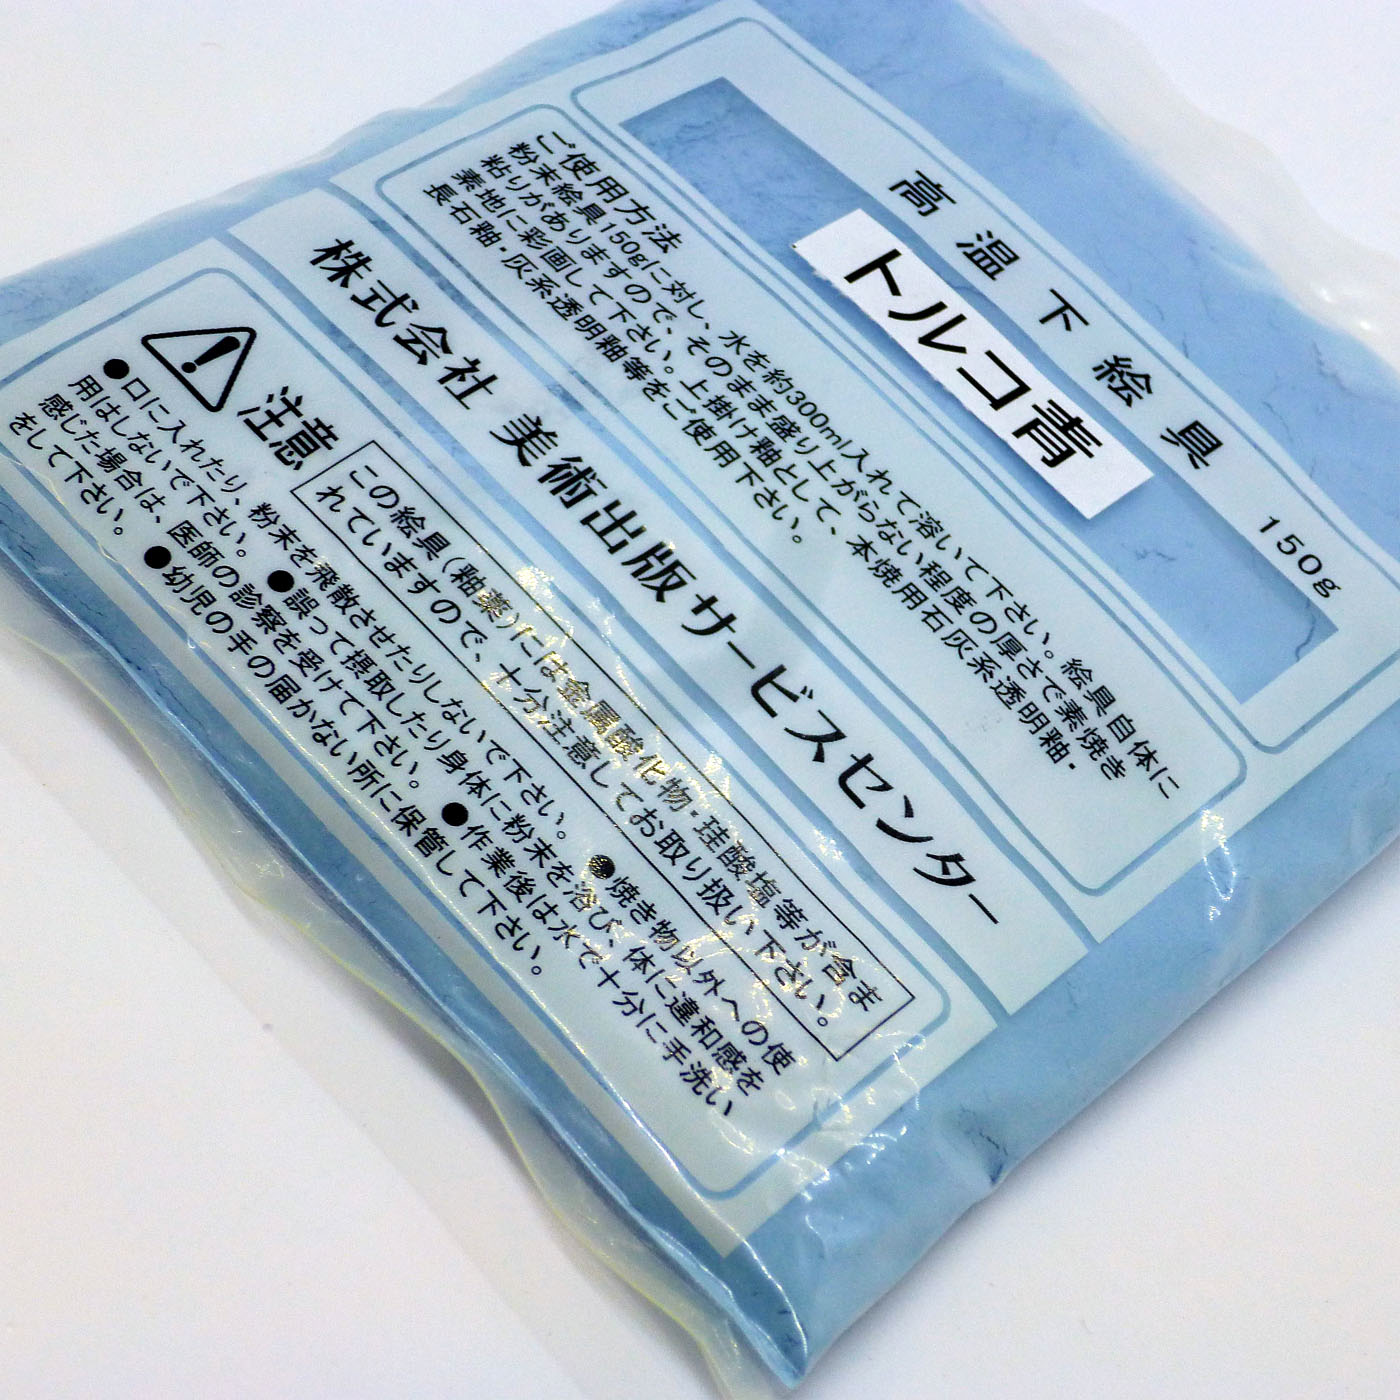 高温下絵具 150g
トルコ青
ご使用方法
粉末絵具150gに対し、水を約300ml入れて溶いて下さい。絵具自体に
粘りがありますので、そのまま盛り上がらない程度の厚さで素焼き
素地に彩画して下さい。上掛け釉として、本焼用石灰系透明釉・
長石釉・灰系透明釉等をご使用下さい。
株式会社 美術出版サービスセンター
注意
この絵具(釉薬)には金属酸化物・珪酸塩等が含ま
れていますので、十分注意してお取り扱い下さい。
●口に入れたり、粉末を飛散させたりしないで下さい。 ●焼き物以外への使
用はしないで下さい。 ●誤って摂取したり身体に粉末を浴び、体に違和感を
感じた場合は、医師の診察を受けて下さい。 ●作業後は水で十分に手洗い
をして下さい。 ●幼児の手の届かない所に保管して下さい。